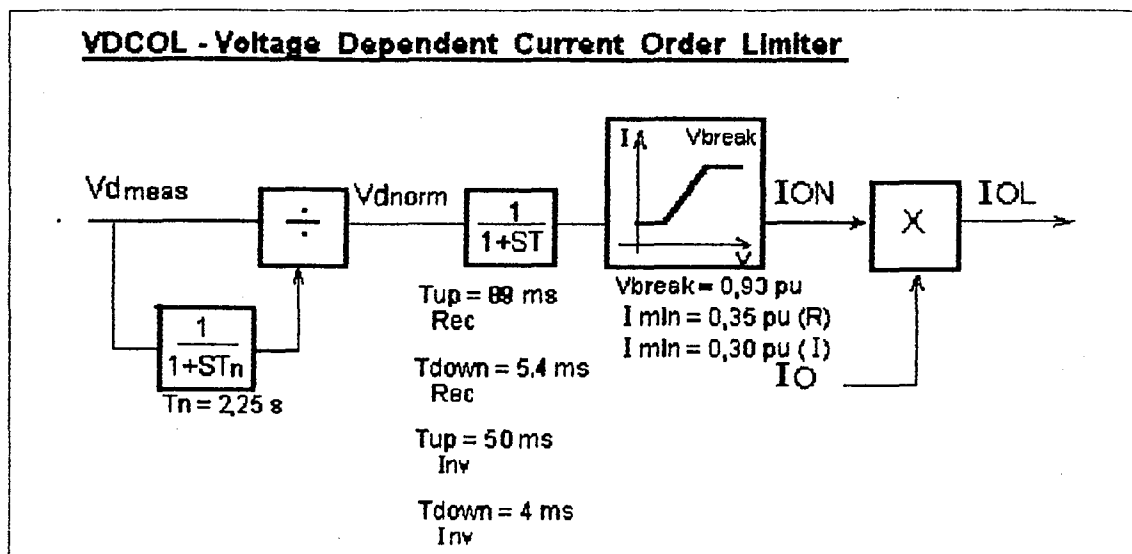 VDCOL - Voltage Dependent Current Order Limiter
Vdmeas
÷
Vdnorm
1
1+ST
I
Vbreak
V
ION
X
IOL
1
1+STn
Tn = 2,25 s
Tup = ms
Rec
Tdown = 5,4 ms
Rec
Tup = 50 ms
Inv
Tdown = 4 ms
Inv
Vbreak = 0,93 pu
I min = 0,35 pu (R)
I min = 0,30 pu (I)
IO